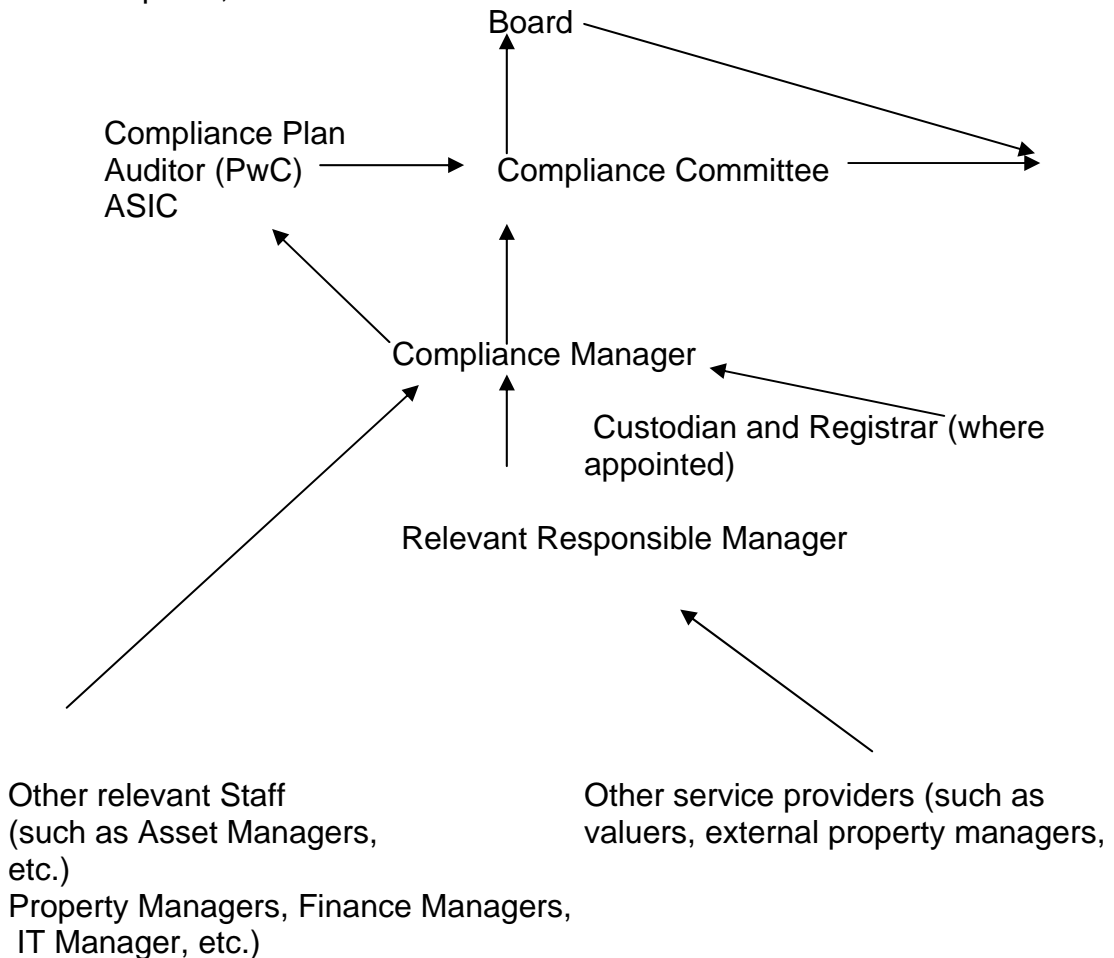 Board
Compliance Plan
Auditor (PwC)
Compliance Committee
ASIC
Compliance Manager
Custodian and Registrar (where
appointed)
Relevant Responsible Manager
Other relevant Staff
(such as Asset Managers,
etc.)
Property Managers, Finance Managers,
IT Manager, etc.)
Other service providers (such as
valuers, external property managers,